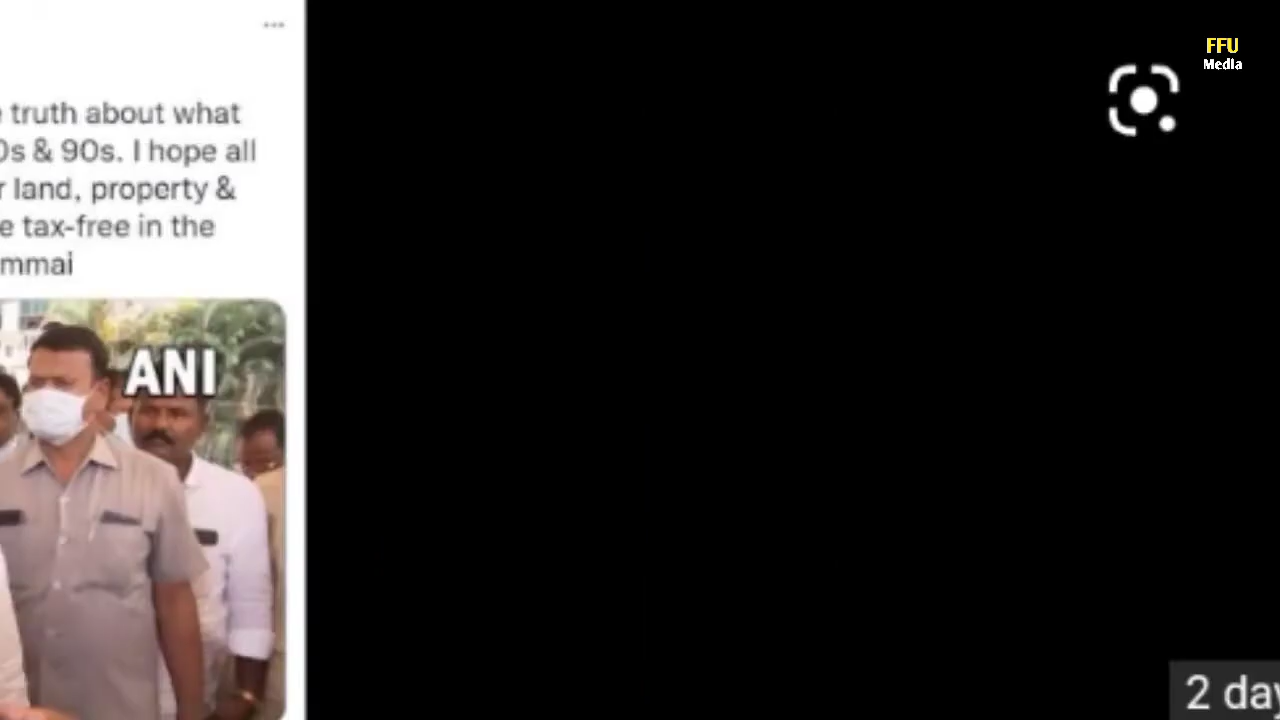 truth about what
0s & 90s. I hope all
r land, property &
e tax-free in the
mmai
ANI
FFU
Media
2 day